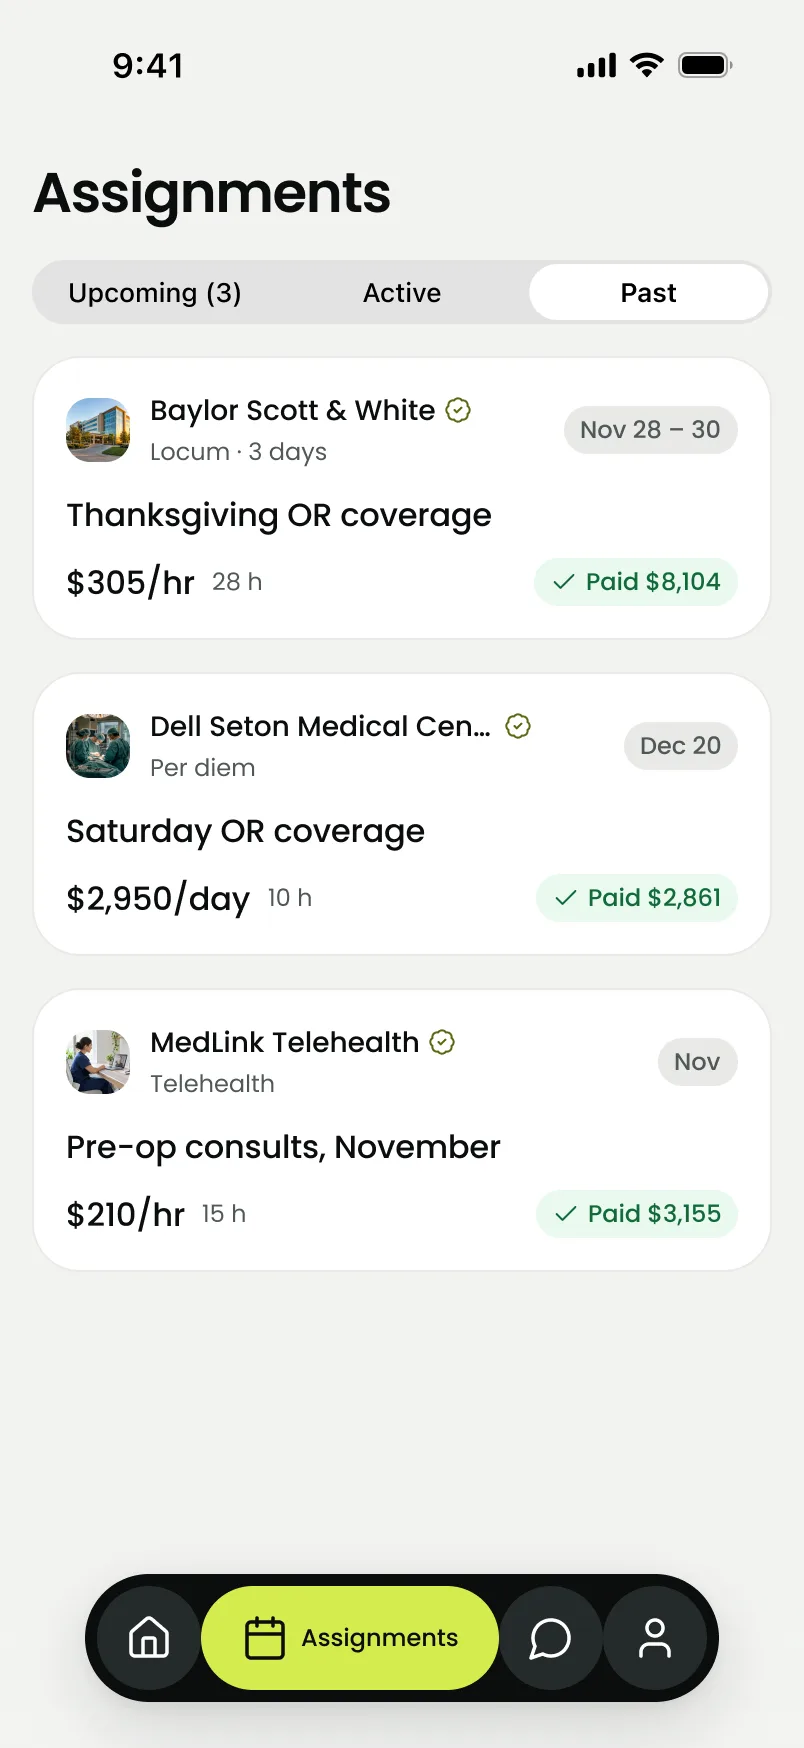 9:41
Assignments
Upcoming (3)
Active
Past
Baylor Scott & White
Locum · 3 days
Nov 28 – 30
Thanksgiving OR coverage
$305/hr 28 h
Paid $8,104
Dell Seton Medical Cen...
Per diem
Dec 20
Saturday OR coverage
$2,950/day 10 h
Paid $2,861
MedLink Telehealth
Telehealth
Nov
Pre-op consults, November
$210/hr 15 h
Paid $3,155
Assignments